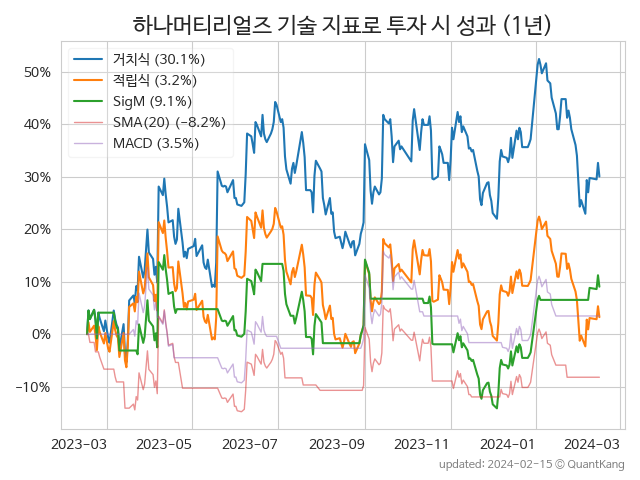 하나머티리얼즈 기술 지표로 투자 시 성과 (1년)
거치식 (30.1%)
적립식 (3.2%)
SigM (9.1%)
SMA(20) (−8.2%)
MACD (3.5%)
50%
40%
30%
20%
10%
0%
−10%
2023-03 2023-05 2023-07 2023-09 2023-11 2024-01 2024-03
updated: 2024-02-15 ⓒ QuantKang